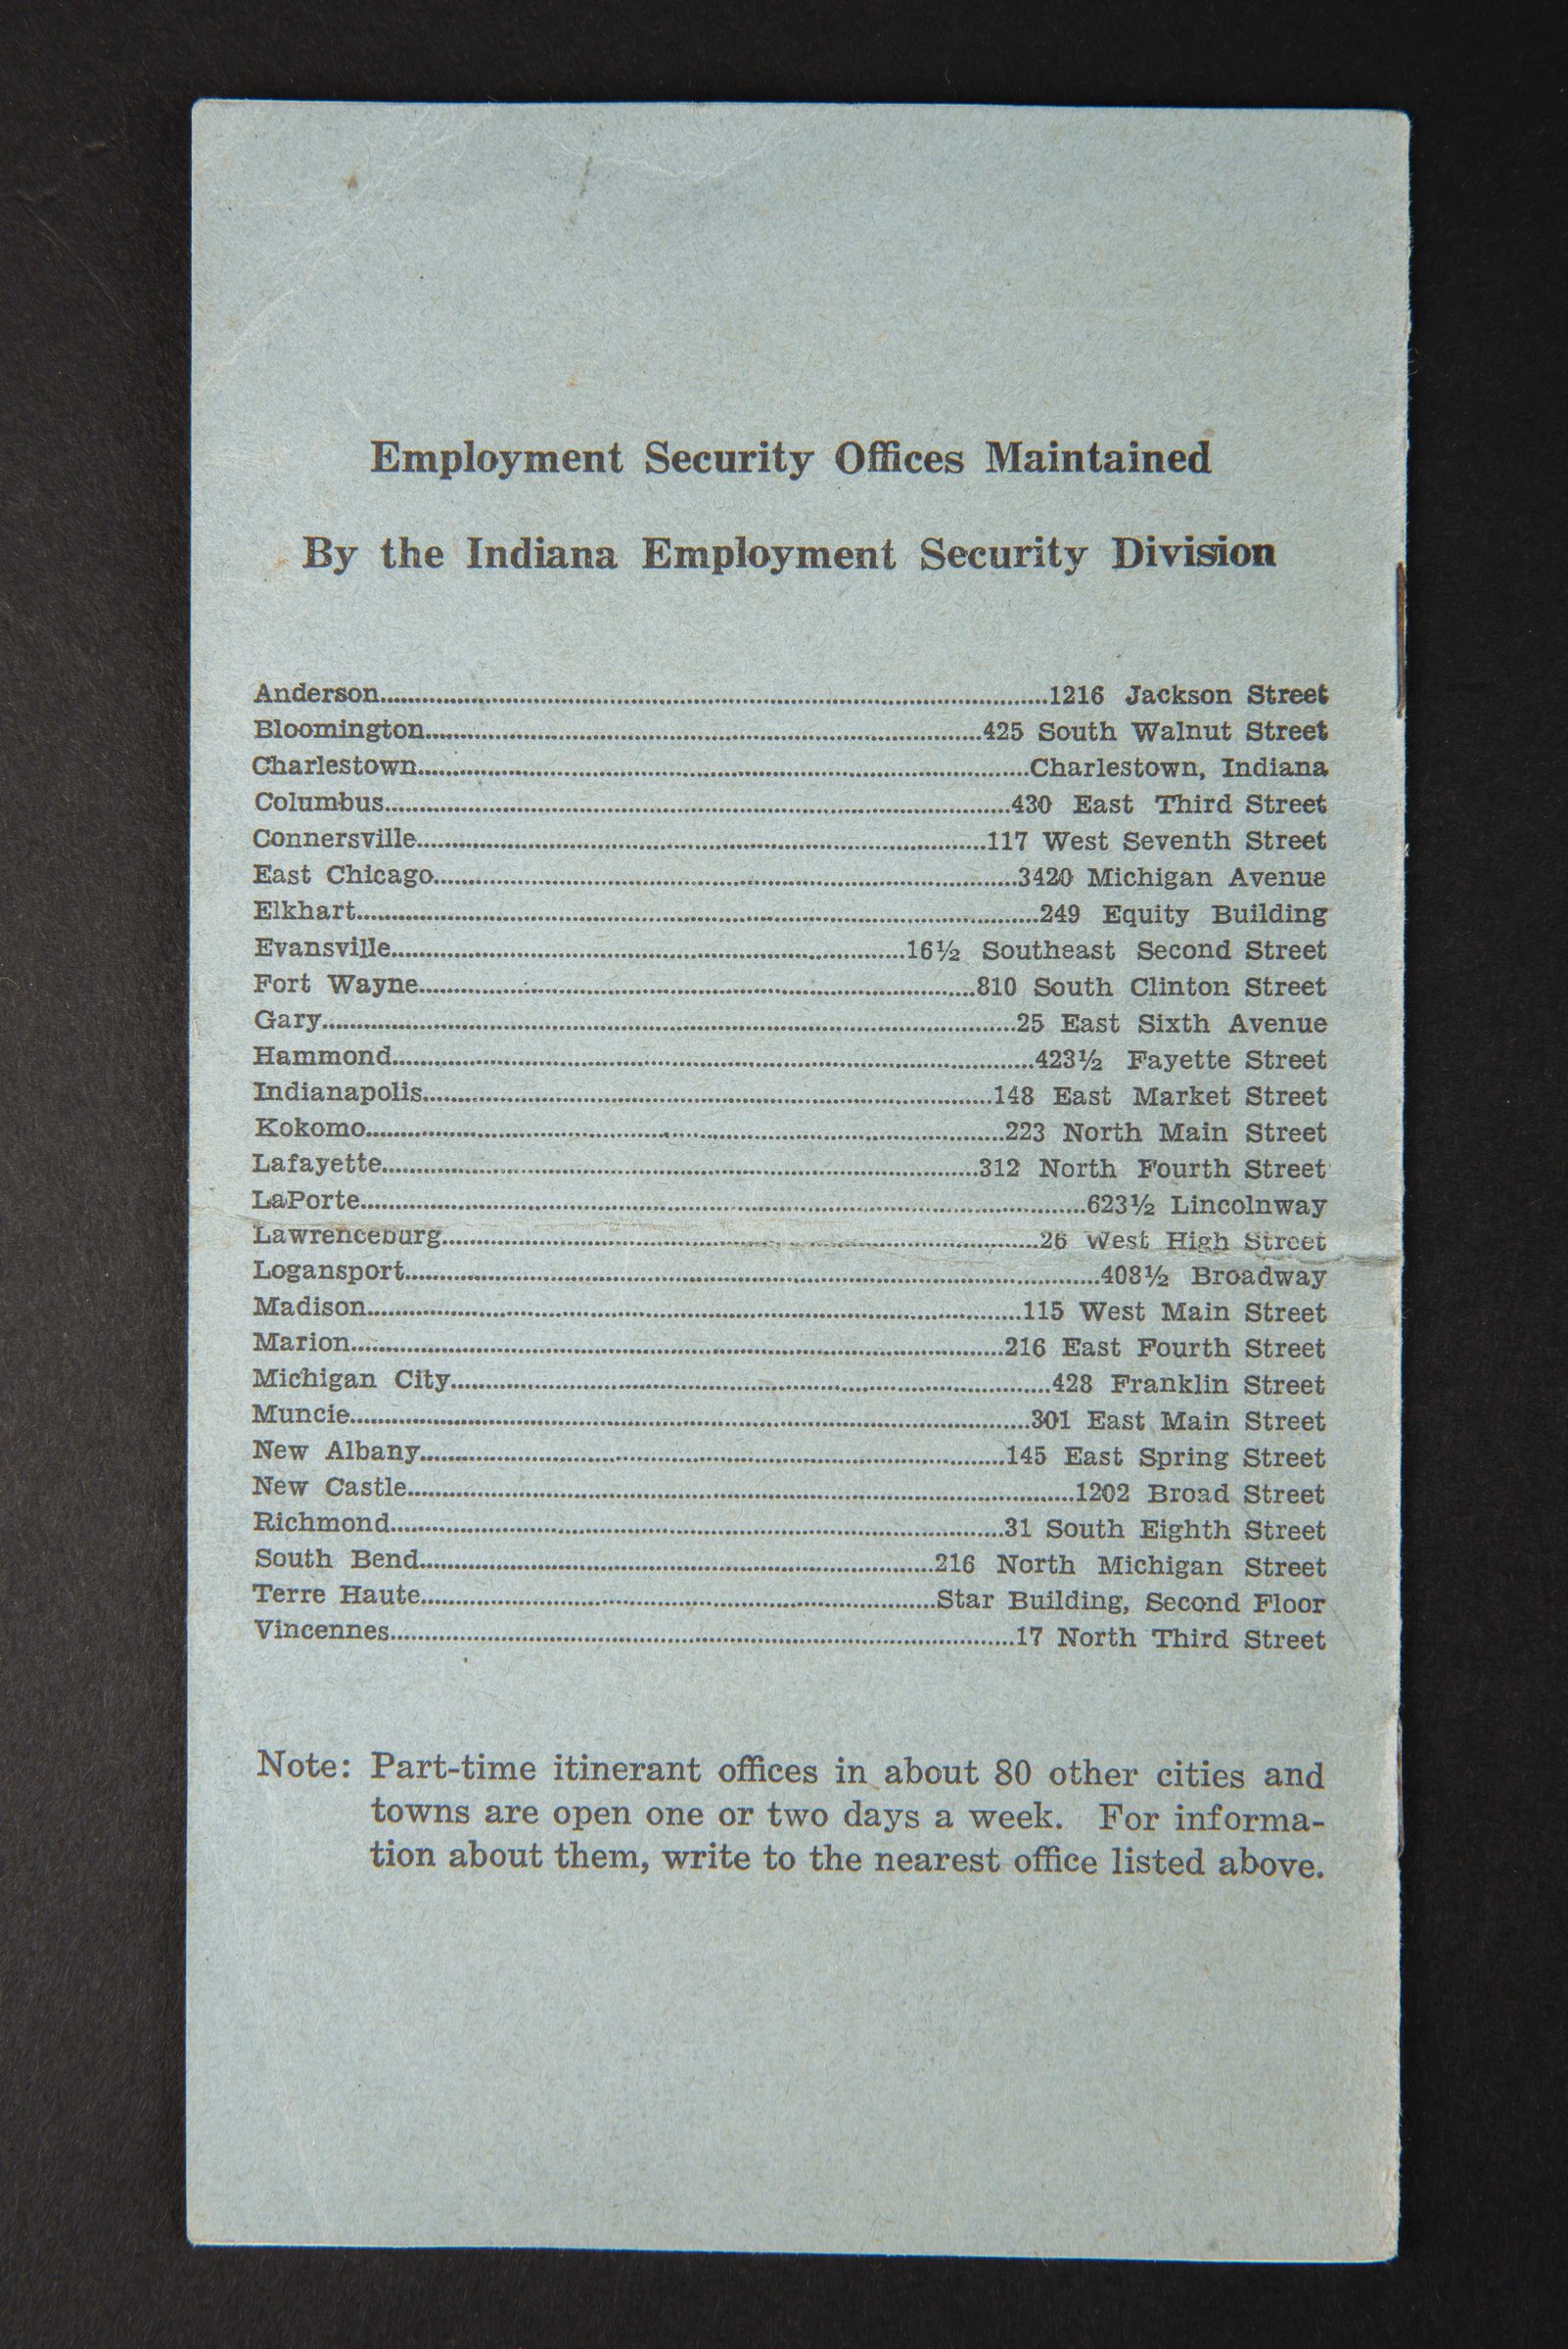 Employment Security Offices Maintained
By the Indiana Employment Security Division
Anderson........1216 Jackson Street
Bloomington........425 South Walnut Street
Charlestown........Charlestown, Indiana
Columbus........430 East Third Street
Connersville........117 West Seventh Street
East Chicago........3420 Michigan Avenue
Elkhart........249 Equity Building
Evansville........16½ Southeast Second Street
Fort Wayne........810 South Clinton Street
Gary........25 East Sixth Avenue
Hammond........423½ Fayette Street
Indianapolis........148 East Market Street
Kokomo........223 North Main Street
Lafayette........312 North Fourth Street
LaPorte........623½ Lincolnway
Lawrenceburg........26 West High Street
Logansport........408½ Broadway
Madison........115 West Main Street
Marion........216 East Fourth Street
Michigan City........428 Franklin Street
Muncie........301 East Main Street
New Albany........145 East Spring Street
New Castle........1202 Broad Street
Richmond........31 South Eighth Street
South Bend........216 North Michigan Street
Terre Haute........Star Building, Second Floor
Vincennes........17 North Third Street
Note: Part-time itinerant offices in about 80 other cities and
towns are open one or two days a week. For informa-
tion about them, write to the nearest office listed above.